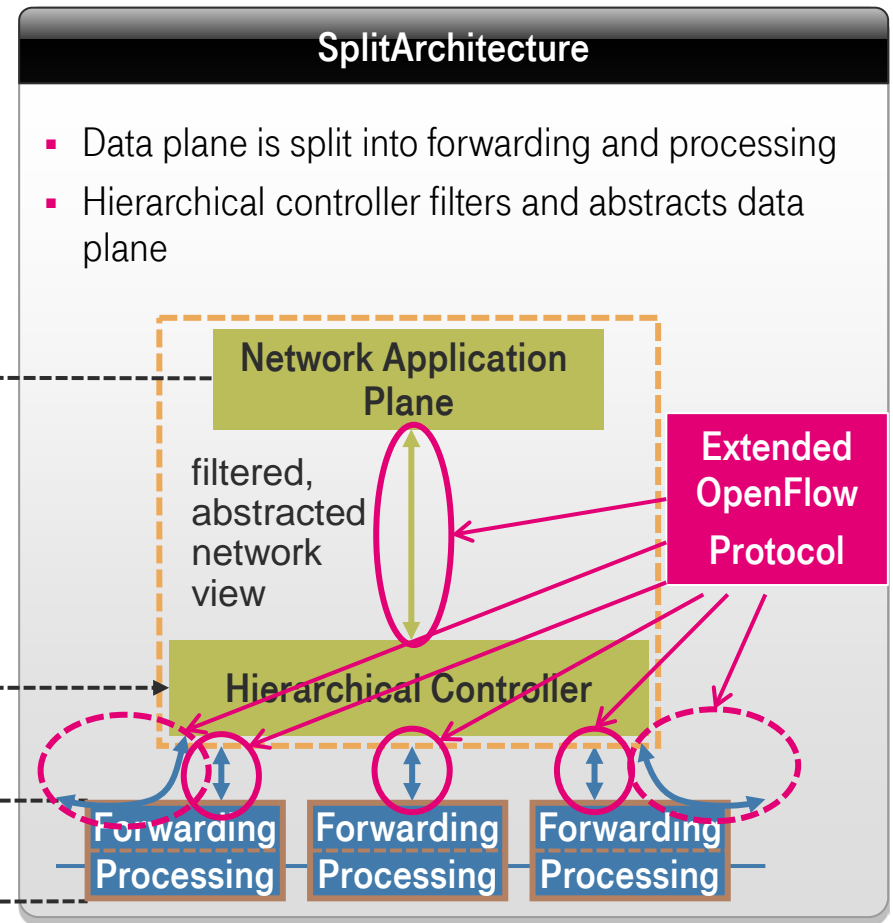 SplitArchitecture
▪ Data plane is split into forwarding and processing
▪ Hierarchical controller filters and abstracts data
plane
Network Application
Plane
filtered,
abstracted
network
view
Extended
OpenFlow
Protocol
Hierarchical Controller
Forwarding
Processing
Forwarding
Processing
Forwarding
Processing